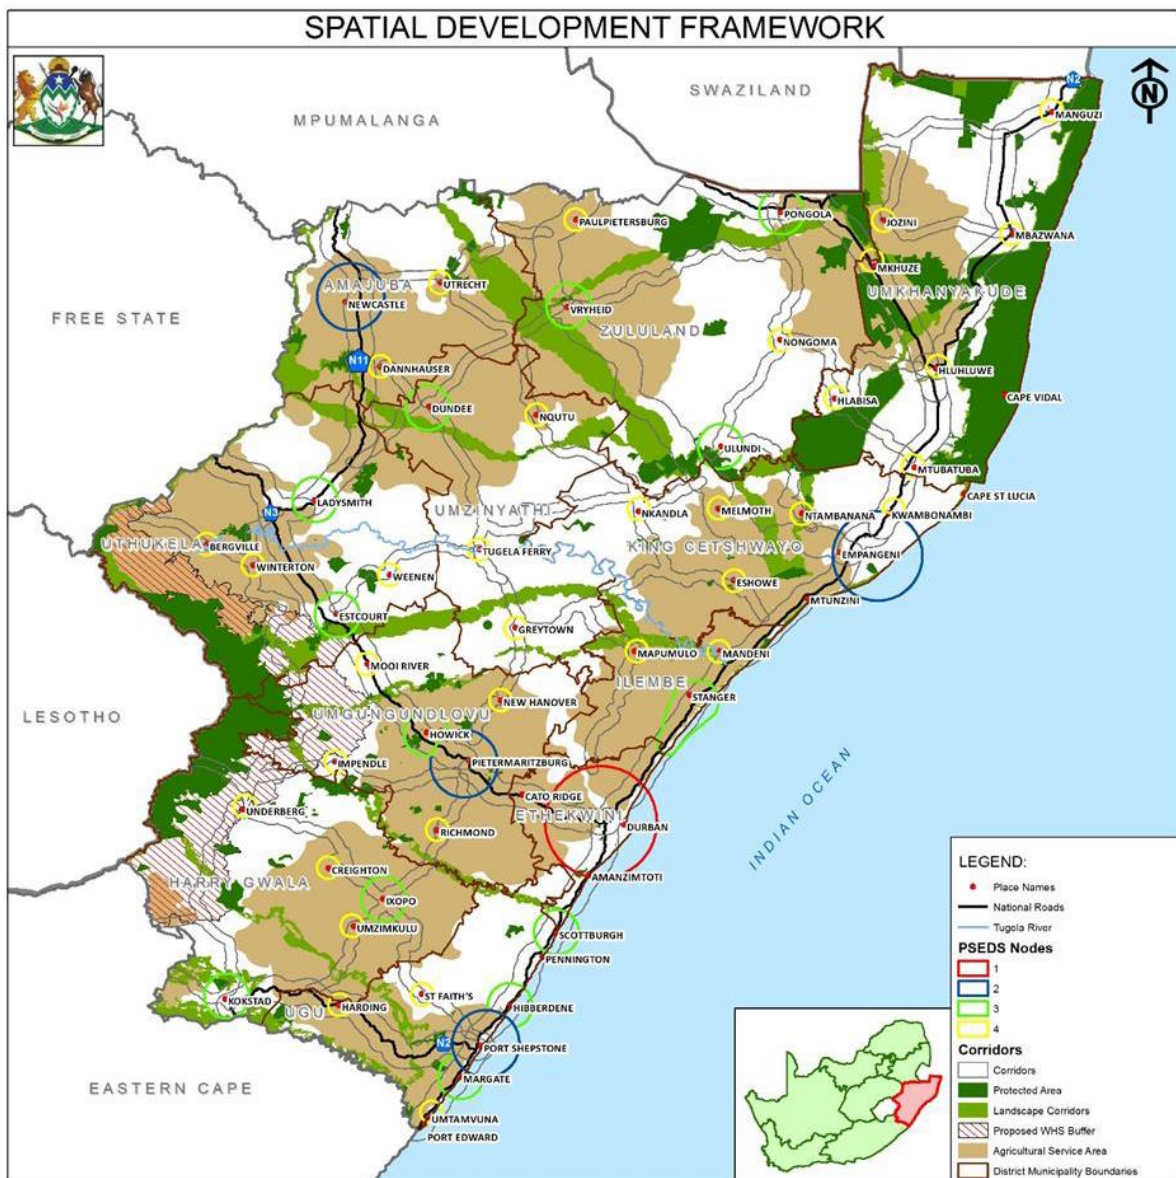 SPATIAL DEVELOPMENT FRAMEWORK
SWAZILAND
N2
N
MPUMALANGA
MANGUZI
PAULPIETERSBURG
PONGOLA
JOZINI
MBAZWANA
MKHUZE
AMAJUBA
UTRECHT
UMKHANYAKUDE
NEWCASTLE
VRYHEID
FREE STATE
ZULULAND
NONGOMA
N11
DANNHAUSER
HLUHLUWE
HLABISA
CAPE VIDAL
DUNDEE
NQUTU
ULUNDI
MTUBATUBA
CAPE ST LUCIA
LADYSMITH
N3
UMZINYATHI
NKANDLA
MELMOTH
NTAMBANANA
KWAMBONAMBI
UTHUKELA
BERGVILLE
TUGELA FERRY
KING CETSHWAYO
EMPANGENI
WINTERTON
WEENEN
ESHOWE
MTUNZINI
ESTCOURT
GREYTOWN
MOOI RIVER
MAPUMULO
MANDENI
ILEMBE
STANGER
NEW HANOVER
LESOTHO
UMGUNGUNDLOVU
HOWICK
IMPENDLE
PIETERMARITZBURG
CATO RIDGE
UNDERBERG
ETHEKWINI
DURBAN
RICHMOND
INDIAN OCEAN
CREIGHTON
AMANZIMTOTI
HARRY GWALA
IXOPO
UMZIMKULU
SCOTTBURGH
PENNINGTON
KOKSTAD
HARDING
ST FAITH'S
HIBBERDENE
UGU
N2
PORT SHEPSTONE
MARGATE
EASTERN CAPE
UMTAMVUNA
PORT EDWARD
LEGEND:
Place Names
National Roads
Tugela River
PSEDS Nodes
1
2
3
4
Corridors
Corridors
Protected Area
Landscape Corridors
Proposed WHS Buffer
Agricultural Service Area
District Municipality Boundaries